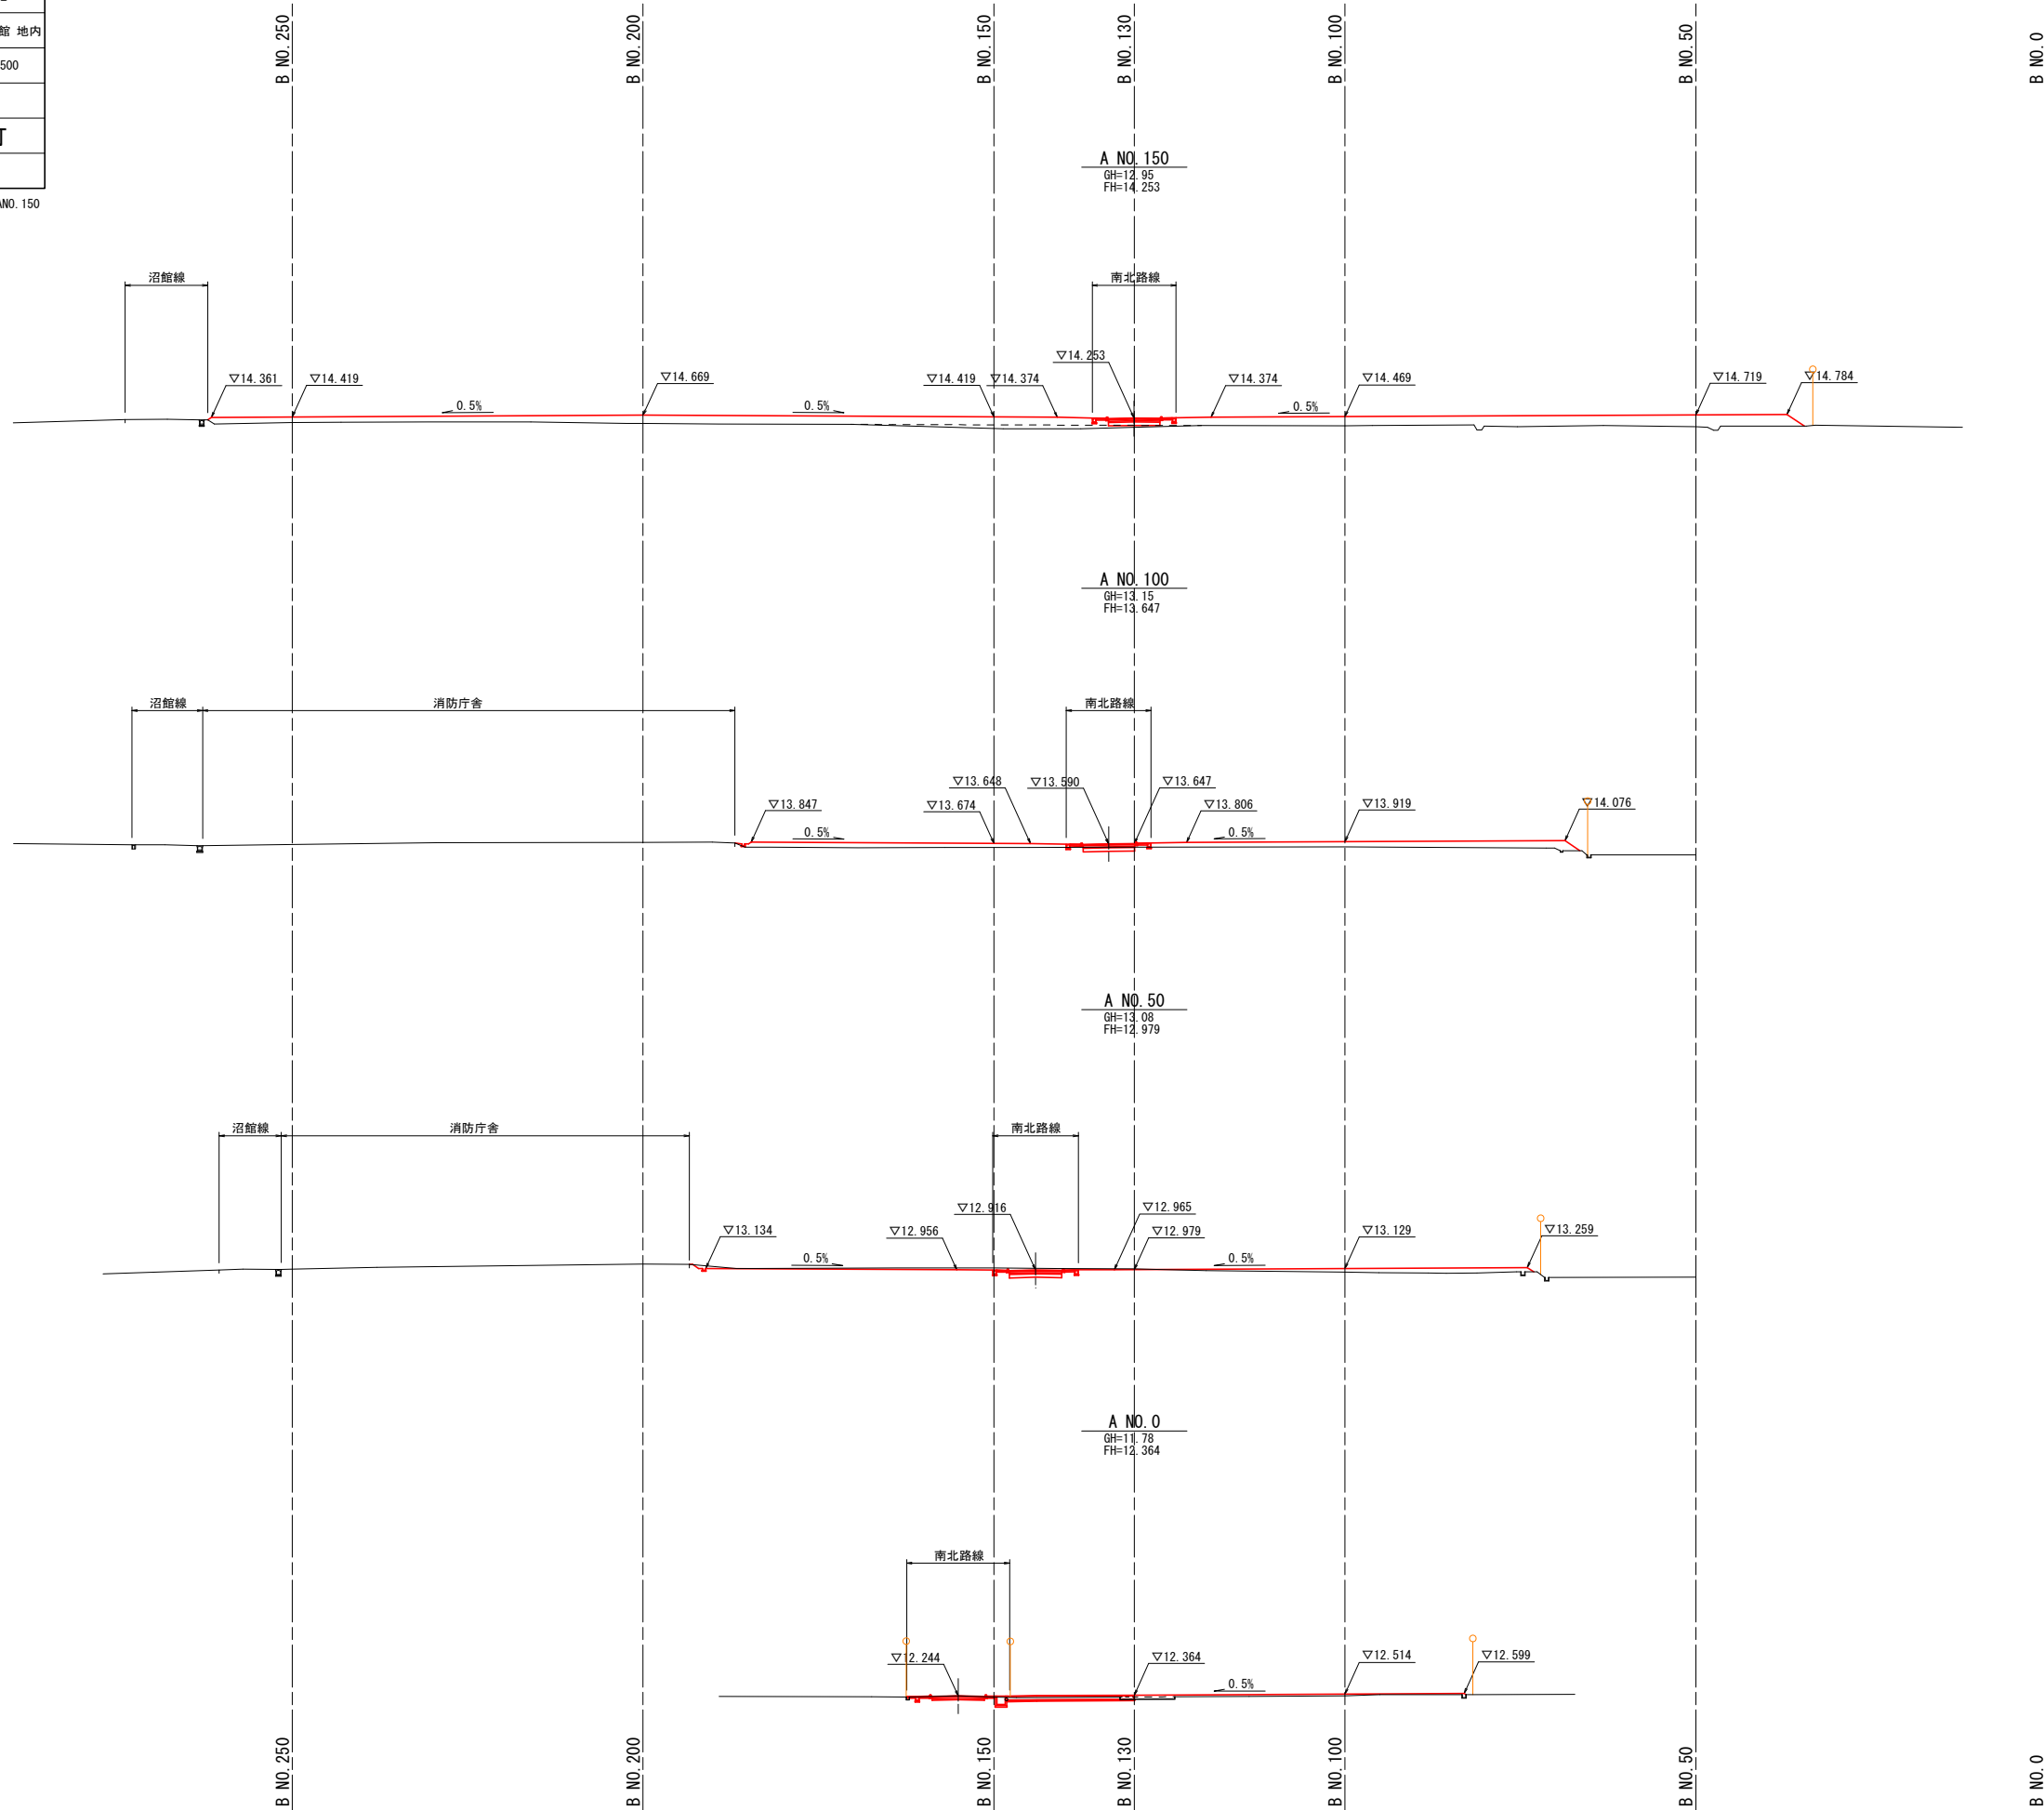 館 地内
500
ANO.150
B NO.250
B NO.200
B NO.150
B NO.130
B NO.100
B NO.50
B NO.0
A NO.150
GH=12.95
FH=14.253
沼館線
南北路線
▽14.361
▽14.419
0.5%
▽14.669
0.5%
▽14.419
▽14.374
▽14.253
▽14.374
0.5%
▽14.469
▽14.719
▽14.784
A NO.100
GH=13.15
FH=13.647
沼館線
消防庁舎
南北路線
▽13.847
0.5%
▽13.648
▽13.674
▽13.590
▽13.647
▽13.806
0.5%
▽13.919
▽14.076
A NO.50
GH=13.08
FH=12.979
沼館線
消防庁舎
南北路線
▽13.134
0.5%
▽12.956
▽12.916
▽12.965
▽12.979
0.5%
▽13.129
▽13.259
A NO.0
GH=11.78
FH=12.364
南北路線
▽12.244
▽12.364
0.5%
▽12.514
▽12.599
B NO.250
B NO.200
B NO.150
B NO.130
B NO.100
B NO.50
B NO.0